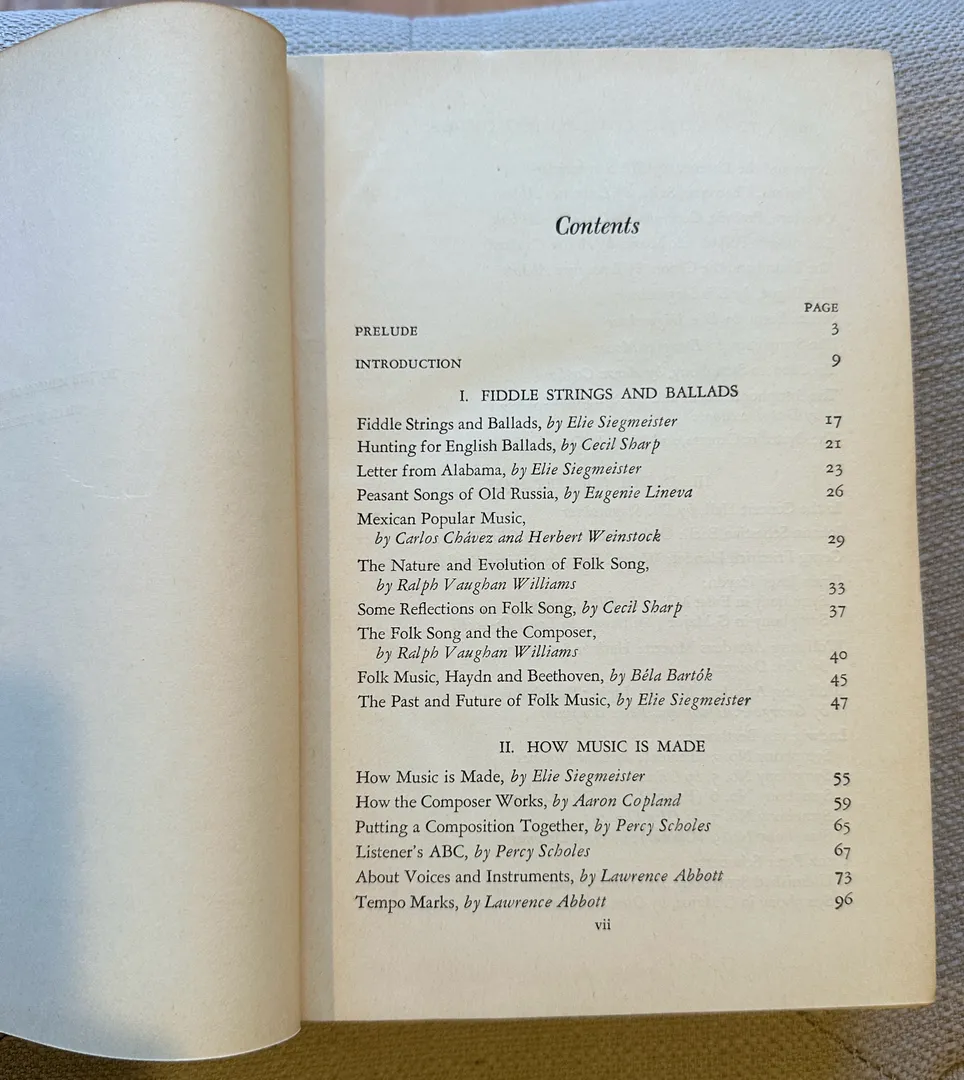 Contents
PAGE
PRELUDE 3
INTRODUCTION 9
I. FIDDLE STRINGS AND BALLADS
Fiddle Strings and Ballads, by Elie Siegmeister 17
Hunting for English Ballads, by Cecil Sharp 21
Letter from Alabama, by Elie Siegmeister 23
Peasant Songs of Old Russia, by Eugenie Lineva 26
Mexican Popular Music,
by Carlos Chávez and Herbert Weinstock 29
The Nature and Evolution of Folk Song,
by Ralph Vaughan Williams 33
Some Reflections on Folk Song, by Cecil Sharp 37
The Folk Song and the Composer,
by Ralph Vaughan Williams 40
Folk Music, Haydn and Beethoven, by Béla Bartók 45
The Past and Future of Folk Music, by Elie Siegmeister 47
II. HOW MUSIC IS MADE
How Music is Made, by Elie Siegmeister 55
How the Composer Works, by Aaron Copland 59
Putting a Composition Together, by Percy Scholes 65
Listener's ABC, by Percy Scholes 67
About Voices and Instruments, by Lawrence Abbott 73
Tempo Marks, by Lawrence Abbott 96
vii